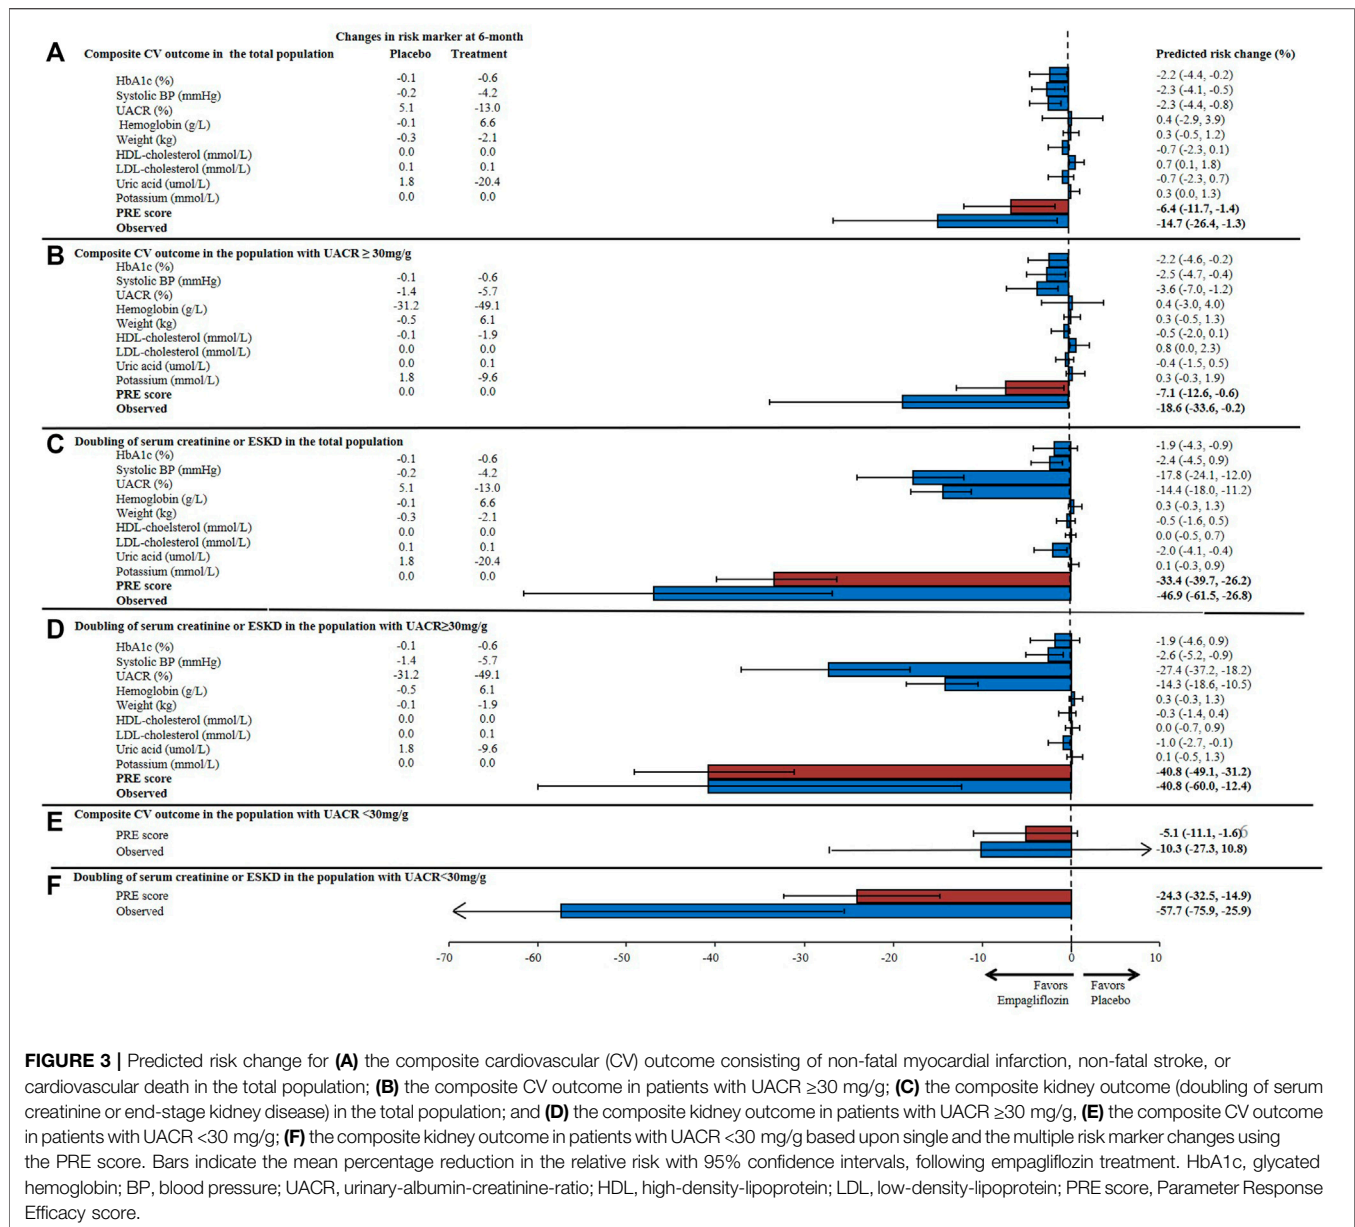 Changes in risk marker at 6-month
A Composite CV outcome in the total population Placebo Treatment Predicted risk change (%)
HbA1c (%) -0.1 -0.6 -2.2 (-4.4, -0.2)
Systolic BP (mmHg) -0.2 -4.2 -2.3 (-4.1, -0.5)
UACR (%) 5.1 -13.0 -2.3 (-4.4, -0.8)
Hemoglobin (g/L) -0.1 6.6 0.4 (-2.9, 3.9)
Weight (kg) -0.3 -2.1 0.3 (-0.5, 1.2)
HDL-cholesterol (mmol/L) 0.0 0.0 -0.7 (-2.3, 0.1)
LDL-cholesterol (mmol/L) 0.1 0.1 0.7 (0.1, 1.8)
Uric acid (umol/L) 1.8 -20.4 -0.7 (-2.3, 0.7)
Potassium (mmol/L) 0.0 0.0 0.3 (0.0, 1.3)
PRE score -6.4 (-11.7, -1.4)
Observed -14.7 (-26.4, -1.3)
B Composite CV outcome in the population with UACR ≥ 30mg/g
HbA1c (%) -0.1 -0.6 -2.2 (-4.6, -0.2)
Systolic BP (mmHg) -1.4 -5.7 -2.5 (-4.7, -0.4)
UACR (%) -31.2 -49.1 -3.6 (-7.0, -1.2)
Hemoglobin (g/L) -0.5 6.1 0.4 (-3.0, 4.0)
Weight (kg) -0.1 -1.9 0.3 (-0.5, 1.3)
HDL-cholesterol (mmol/L) 0.0 0.0 -0.5 (-2.0, 0.1)
LDL-cholesterol (mmol/L) 0.0 0.1 0.8 (0.0, 2.3)
Uric acid (umol/L) 1.8 -9.6 -0.4 (-1.5, 0.5)
Potassium (mmol/L) 0.0 0.0 0.3 (-0.3, 1.9)
PRE score -7.1 (-12.6, -0.6)
Observed -18.6 (-33.6, -0.2)
C Doubling of serum creatinine or ESKD in the total population
HbA1c (%) -0.1 -0.6 -1.9 (-4.3, -0.9)
Systolic BP (mmHg) -0.2 -4.2 -2.4 (-4.5, 0.9)
UACR (%) 5.1 -13.0 -17.8 (-24.1, -12.0)
Hemoglobin (g/L) -0.1 6.6 -14.4 (-18.0, -11.2)
Weight (kg) -0.3 -2.1 0.3 (-0.3, 1.3)
HDL-choelsterol (mmol/L) 0.0 0.0 -0.5 (-1.6, 0.5)
LDL-cholesterol (mmol/L) 0.1 0.1 0.0 (-0.5, 0.7)
Uric acid (umol/L) 1.8 -20.4 -2.0 (-4.1, -0.4)
Potassium (mmol/L) 0.0 0.0 0.1 (-0.3, 0.9)
PRE score -33.4 (-39.7, -26.2)
Observed -46.9 (-61.5, -26.8)
D Doubling of serum creatinine or ESKD in the population with UACR≥30mg/g
HbA1c (%) -0.1 -0.6 -1.9 (-4.6, 0.9)
Systolic BP (mmHg) -1.4 -5.7 -2.6 (-5.2, -0.9)
UACR (%) -31.2 -49.1 -27.4 (-37.2, -18.2)
Hemoglobin (g/L) -0.5 6.1 -14.3 (-18.6, -10.5)
Weight (kg) -0.1 -1.9 0.3 (-0.3, 1.3)
HDL-cholesterol (mmol/L) 0.0 0.0 -0.3 (-1.4, 0.4)
LDL-cholesterol (mmol/L) 0.0 0.1 0.0 (-0.7, 0.9)
Uric acid (umol/L) 1.8 -9.6 -1.0 (-2.7, -0.1)
Potassium (mmol/L) 0.0 0.0 0.1 (-0.5, 1.3)
PRE score -40.8 (-49.1, -31.2)
Observed -40.8 (-60.0, -12.4)
E Composite CV outcome in the population with UACR <30mg/g
PRE score -5.1 (-11.1, -1.6)6
Observed -10.3 (-27.3, 10.8)
F Doubling of serum creatinine or ESKD in the population with UACR<30mg/g
PRE score -24.3 (-32.5, -14.9)
Observed -57.7 (-75.9, -25.9)
-70 -60 -50 -40 -30 -20 -10 0 10
Favors Favors
Empagliflozin Placebo
FIGURE 3 | Predicted risk change for (A) the composite cardiovascular (CV) outcome consisting of non-fatal myocardial infarction, non-fatal stroke, or
cardiovascular death in the total population; (B) the composite CV outcome in patients with UACR ≥30 mg/g; (C) the composite kidney outcome (doubling of serum
creatinine or end-stage kidney disease) in the total population; and (D) the composite kidney outcome in patients with UACR ≥30 mg/g, (E) the composite CV outcome
in patients with UACR <30 mg/g; (F) the composite kidney outcome in patients with UACR <30 mg/g based upon single and the multiple risk marker changes using
the PRE score. Bars indicate the mean percentage reduction in the relative risk with 95% confidence intervals, following empagliflozin treatment. HbA1c, glycated
hemoglobin; BP, blood pressure; UACR, urinary-albumin-creatinine-ratio; HDL, high-density-lipoprotein; LDL, low-density-lipoprotein; PRE score, Parameter Response
Efficacy score.